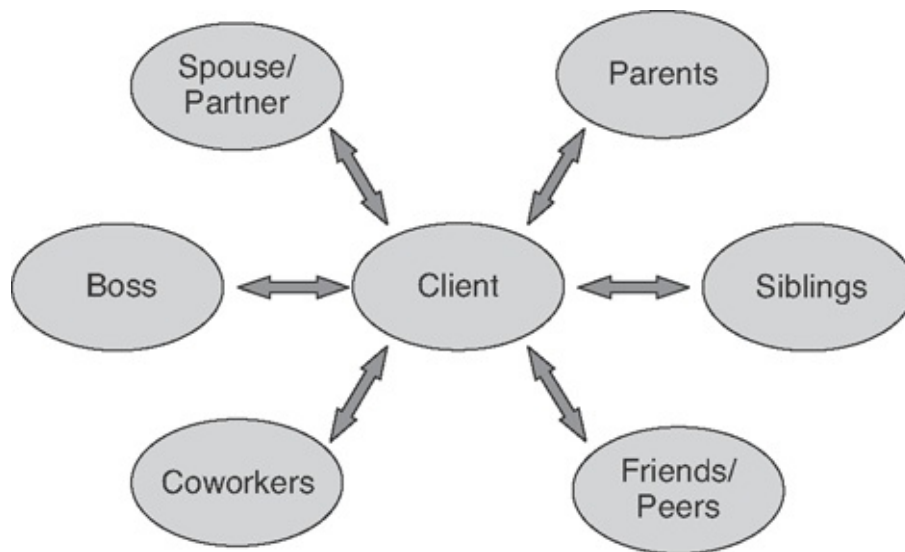 Spouse/
Partner
Parents
Boss
Client
Siblings
Coworkers
Friends/
Peers